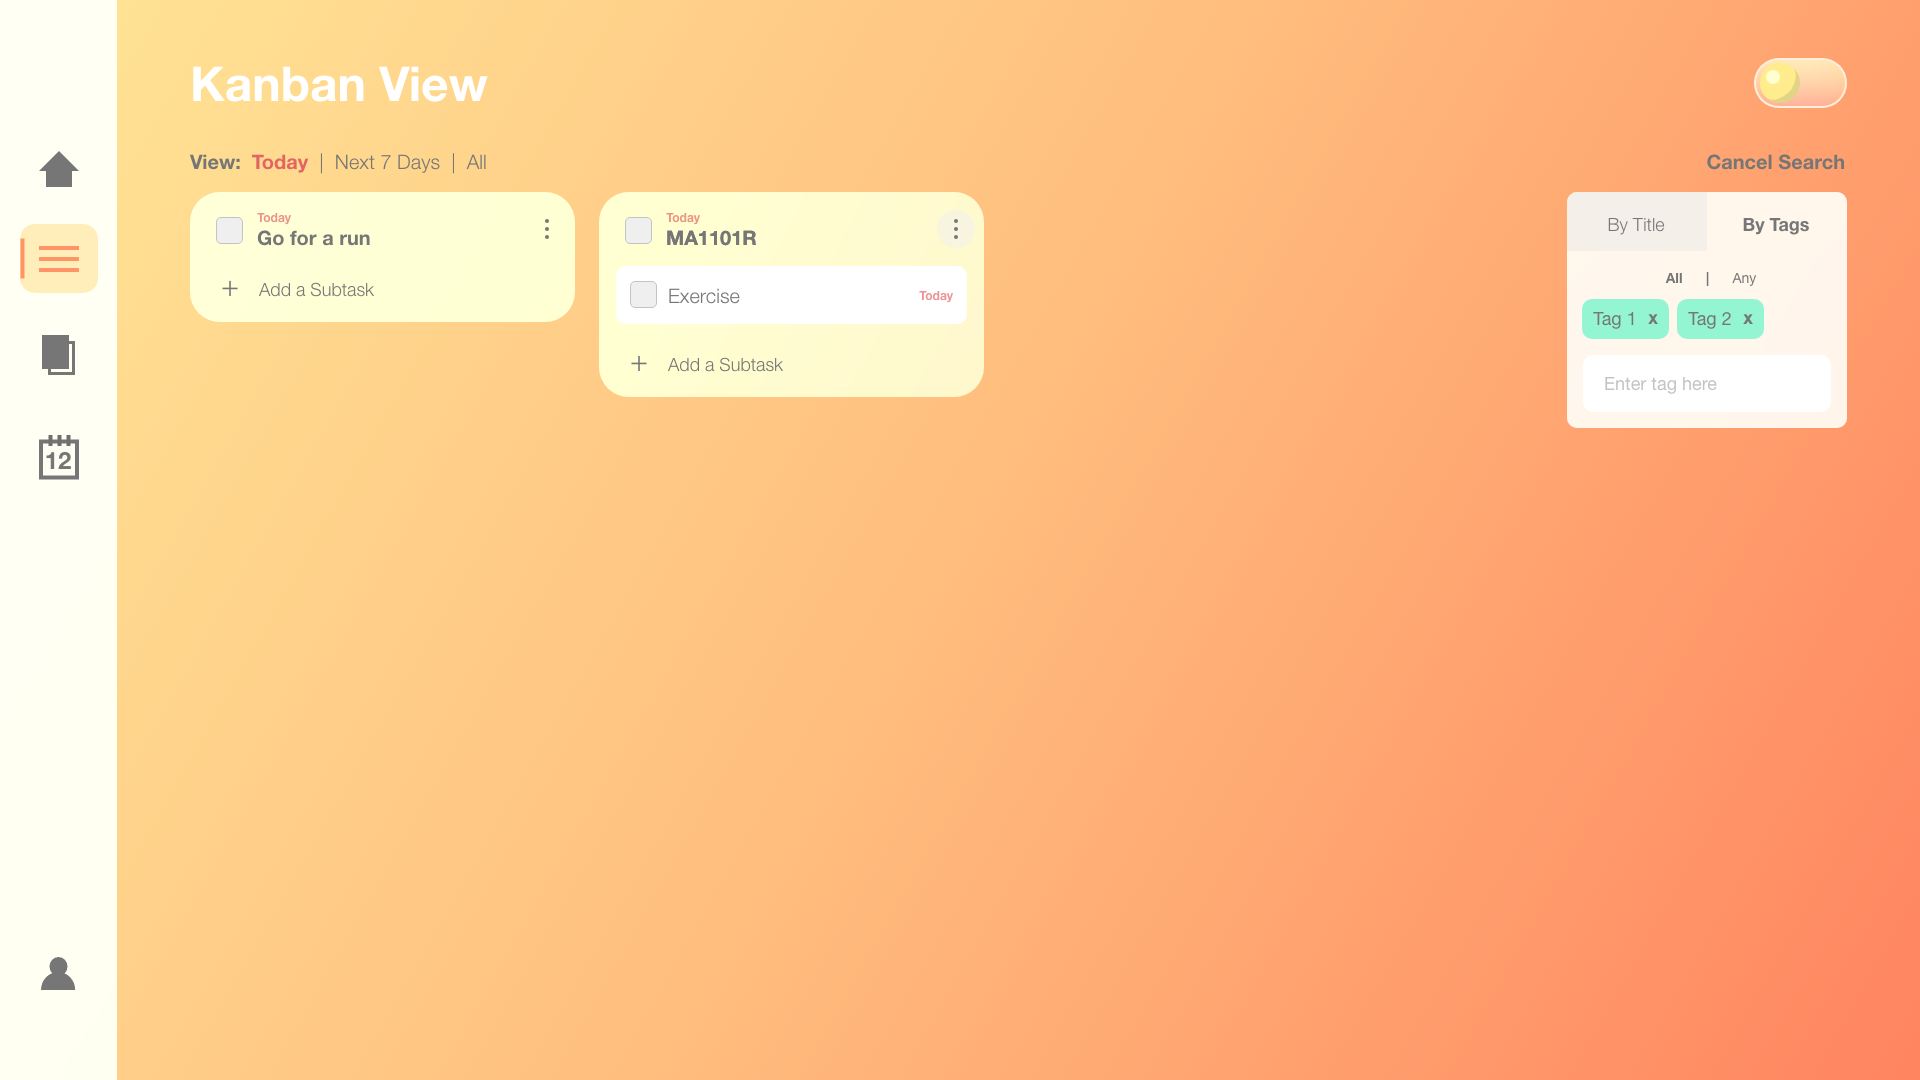 Kanban View
View: Today | Next 7 Days | All
Cancel Search
Today
Go for a run
+ Add a Subtask
Today
MA1101R
Exercise Today
+ Add a Subtask
By Title By Tags
All | Any
Tag 1 x Tag 2 x
Enter tag here
12